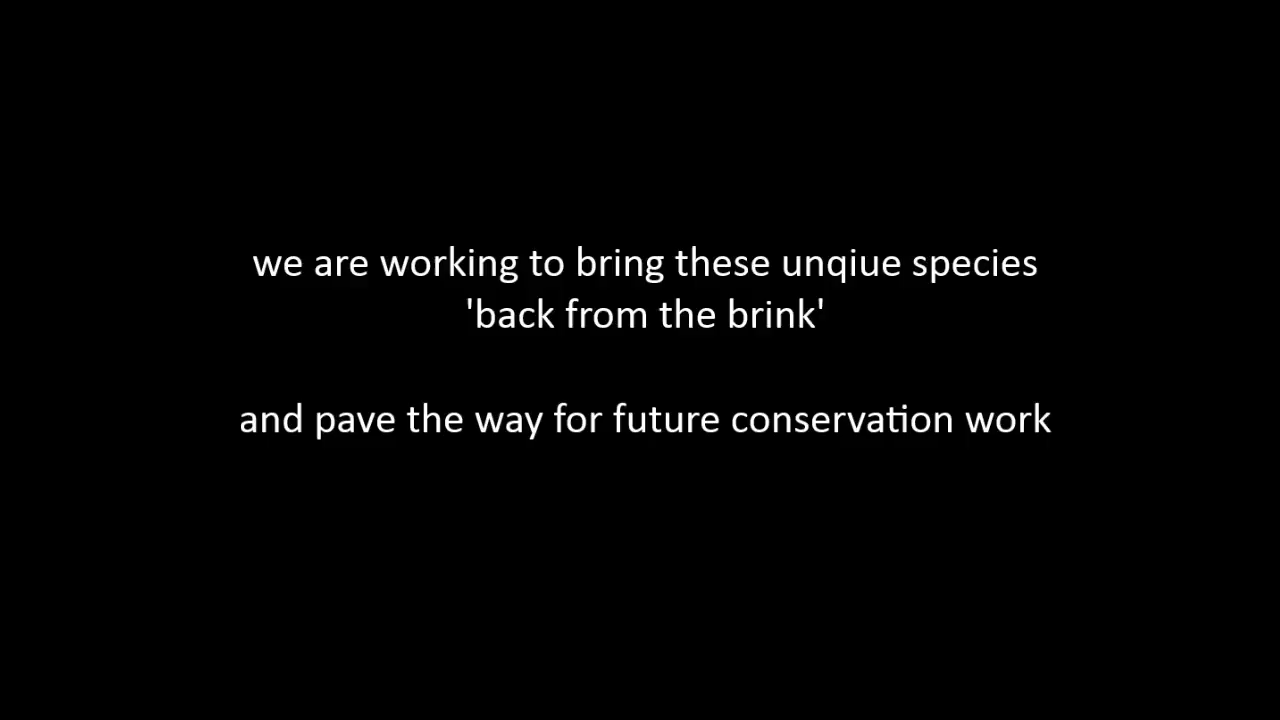 we are working to bring these unqiue species
'back from the brink'
and pave the way for future conservation work